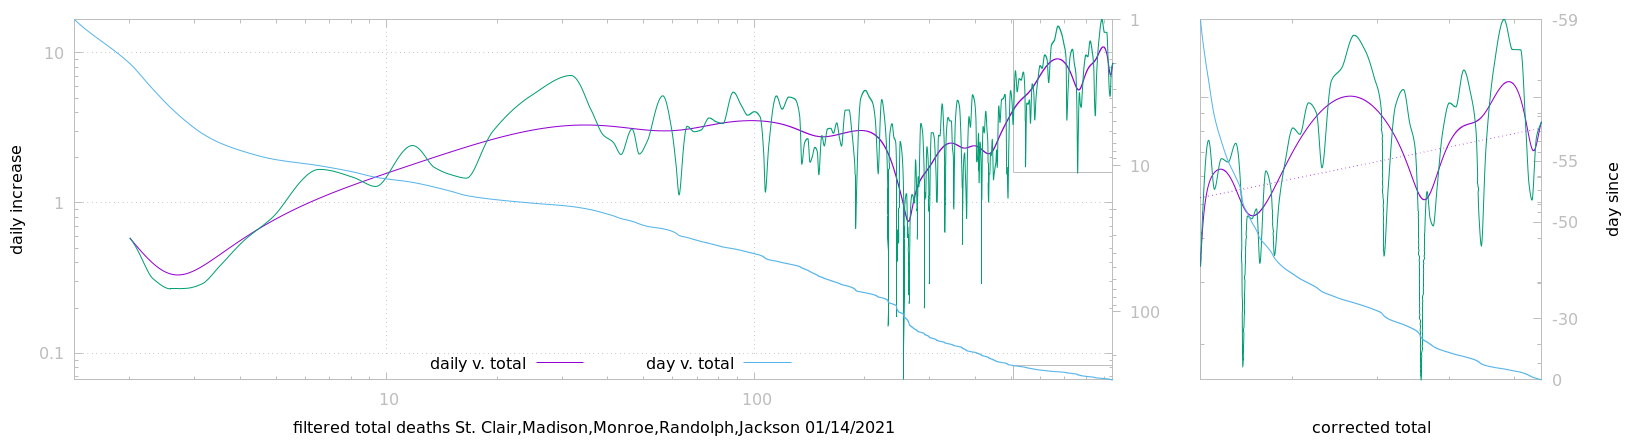 daily increase
10
1
0.1
10
100
1
10
100
daily v. total
day v. total
filtered total deaths St. Clair,Madison,Monroe,Randolph,Jackson 01/14/2021
-59
-55
-50
-30
0
day since
corrected total